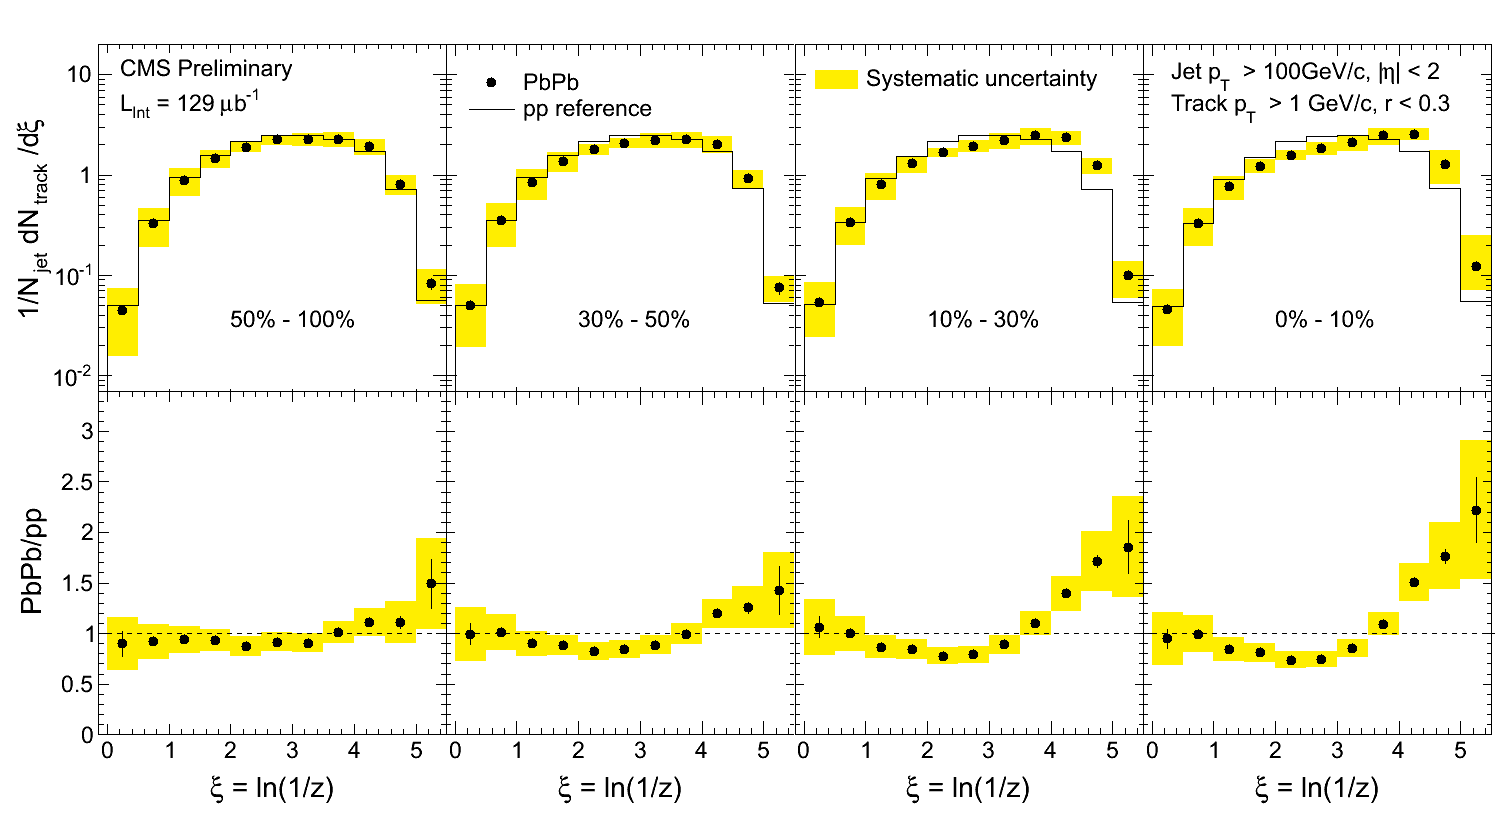 CMS Preliminary
L_Int = 129 μb^-1
PbPb
pp reference
Systematic uncertainty
Jet p_T > 100GeV/c, |η| < 2
Track p_T > 1 GeV/c, r < 0.3
1/N_jet dN_track /dξ
10
1
10^-1
10^-2
50% - 100%
30% - 50%
10% - 30%
0% - 10%
PbPb/pp
3
2.5
2
1.5
1
0.5
0
0 1 2 3 4 5
0 1 2 3 4 5
0 1 2 3 4 5
0 1 2 3 4 5
ξ = ln(1/z)
ξ = ln(1/z)
ξ = ln(1/z)
ξ = ln(1/z)